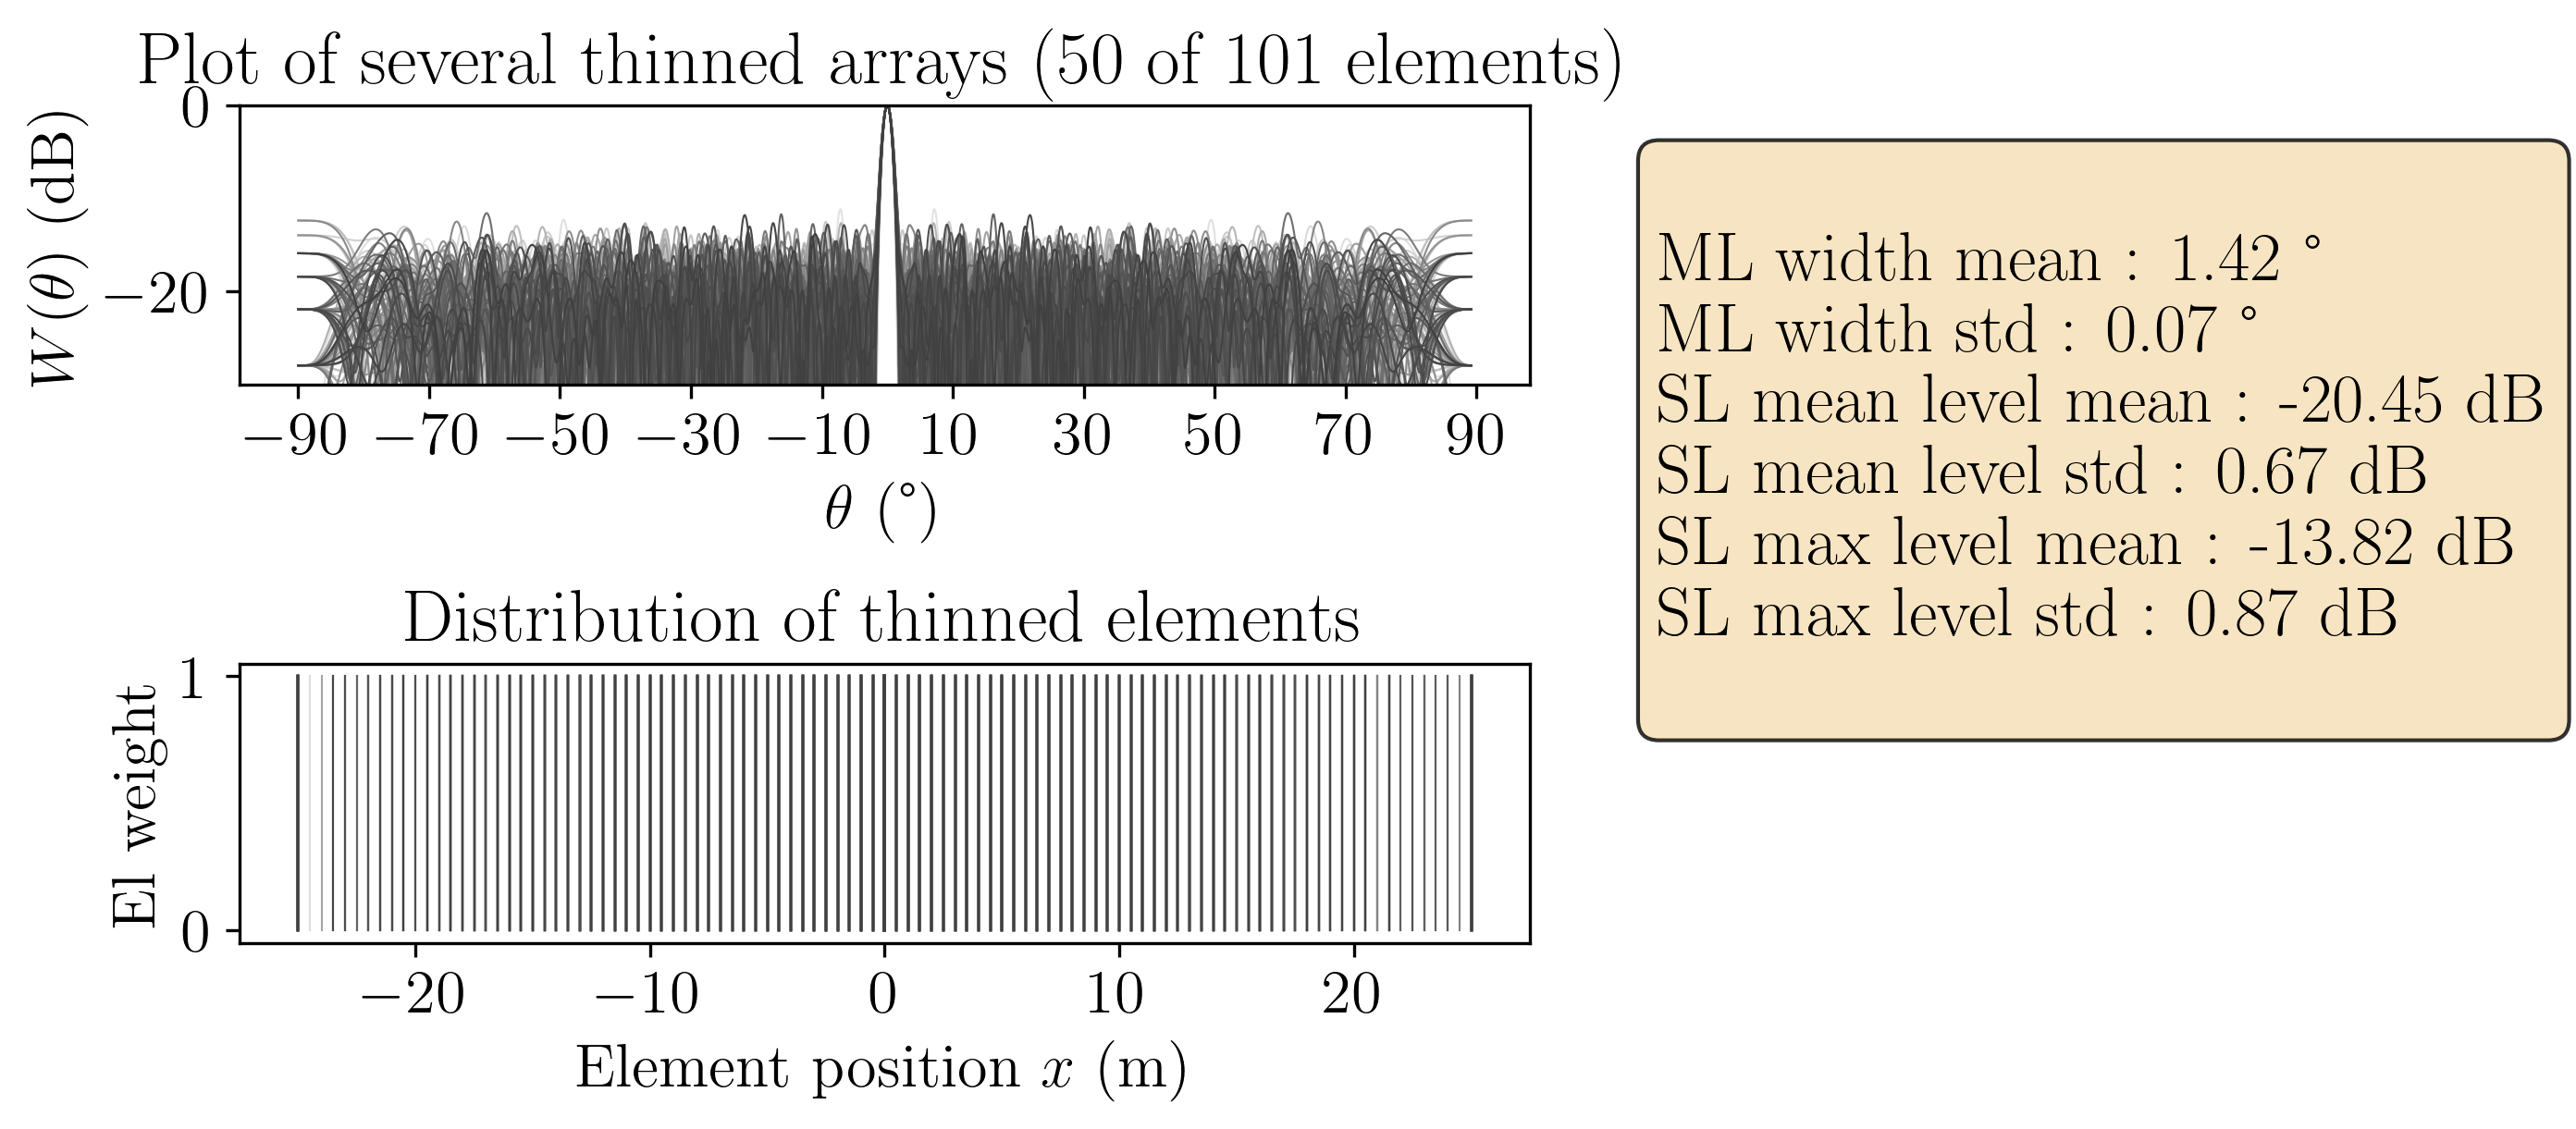 Plot of several thinned arrays (50 of 101 elements)
W(θ) (dB)
0
−20
−90 −70 −50 −30 −10 10 30 50 70 90
θ (°)
ML width mean : 1.42 °
ML width std : 0.07 °
SL mean level mean : -20.45 dB
SL mean level std : 0.67 dB
SL max level mean : -13.82 dB
SL max level std : 0.87 dB
Distribution of thinned elements
El weight
1
0
−20 −10 0 10 20
Element position x (m)